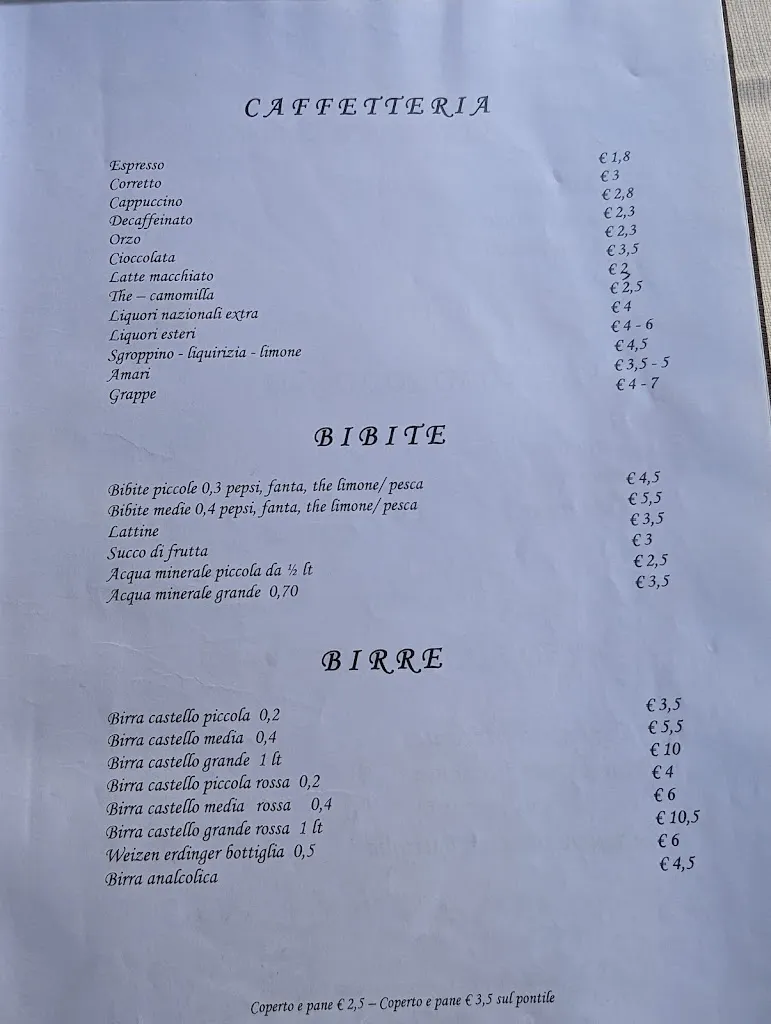 CAFFETTERIA
Espresso € 1,8
Corretto € 3
Cappuccino € 2,8
Decaffeinato € 2,3
Orzo € 2,3
Cioccolata € 3,5
Latte macchiato €
The – camomilla € 2,5
Liquori nazionali extra € 4
Liquori esteri € 4 - 6
Sgroppino - liquirizia - limone € 4,5
Amari € 3,5 - 5
Grappe € 4 - 7
BIBITE
Bibite piccole 0,3 pepsi, fanta, the limone/pesca € 4,5
Bibite medie 0,4 pepsi, fanta, the limone/pesca € 5,5
Lattine € 3,5
Succo di frutta € 3
Acqua minerale piccola da ½ lt € 2,5
Acqua minerale grande 0,70 € 3,5
BIRRE
Birra castello piccola 0,2 € 3,5
Birra castello media 0,4 € 5,5
Birra castello grande 1 lt € 10
Birra castello piccola rossa 0,2 € 4
Birra castello media rossa 0,4 € 6
Birra castello grande rossa 1 lt € 10,5
Weizen erdinger bottiglia 0,5 € 6
Birra analcolica € 4,5
Coperto e pane € 2,5 – Coperto e pane € 3,5 sul pontile